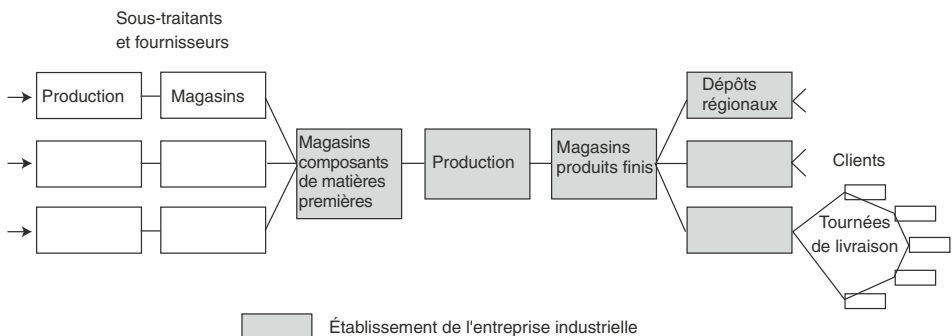 Sous-traitants
et fournisseurs
Production
Magasins
Magasins
composants
de matières
premières
Production
Magasins
produits finis
Dépôts
régionaux
Clients
Tournées
de livraison
Établissement de l'entreprise industrielle